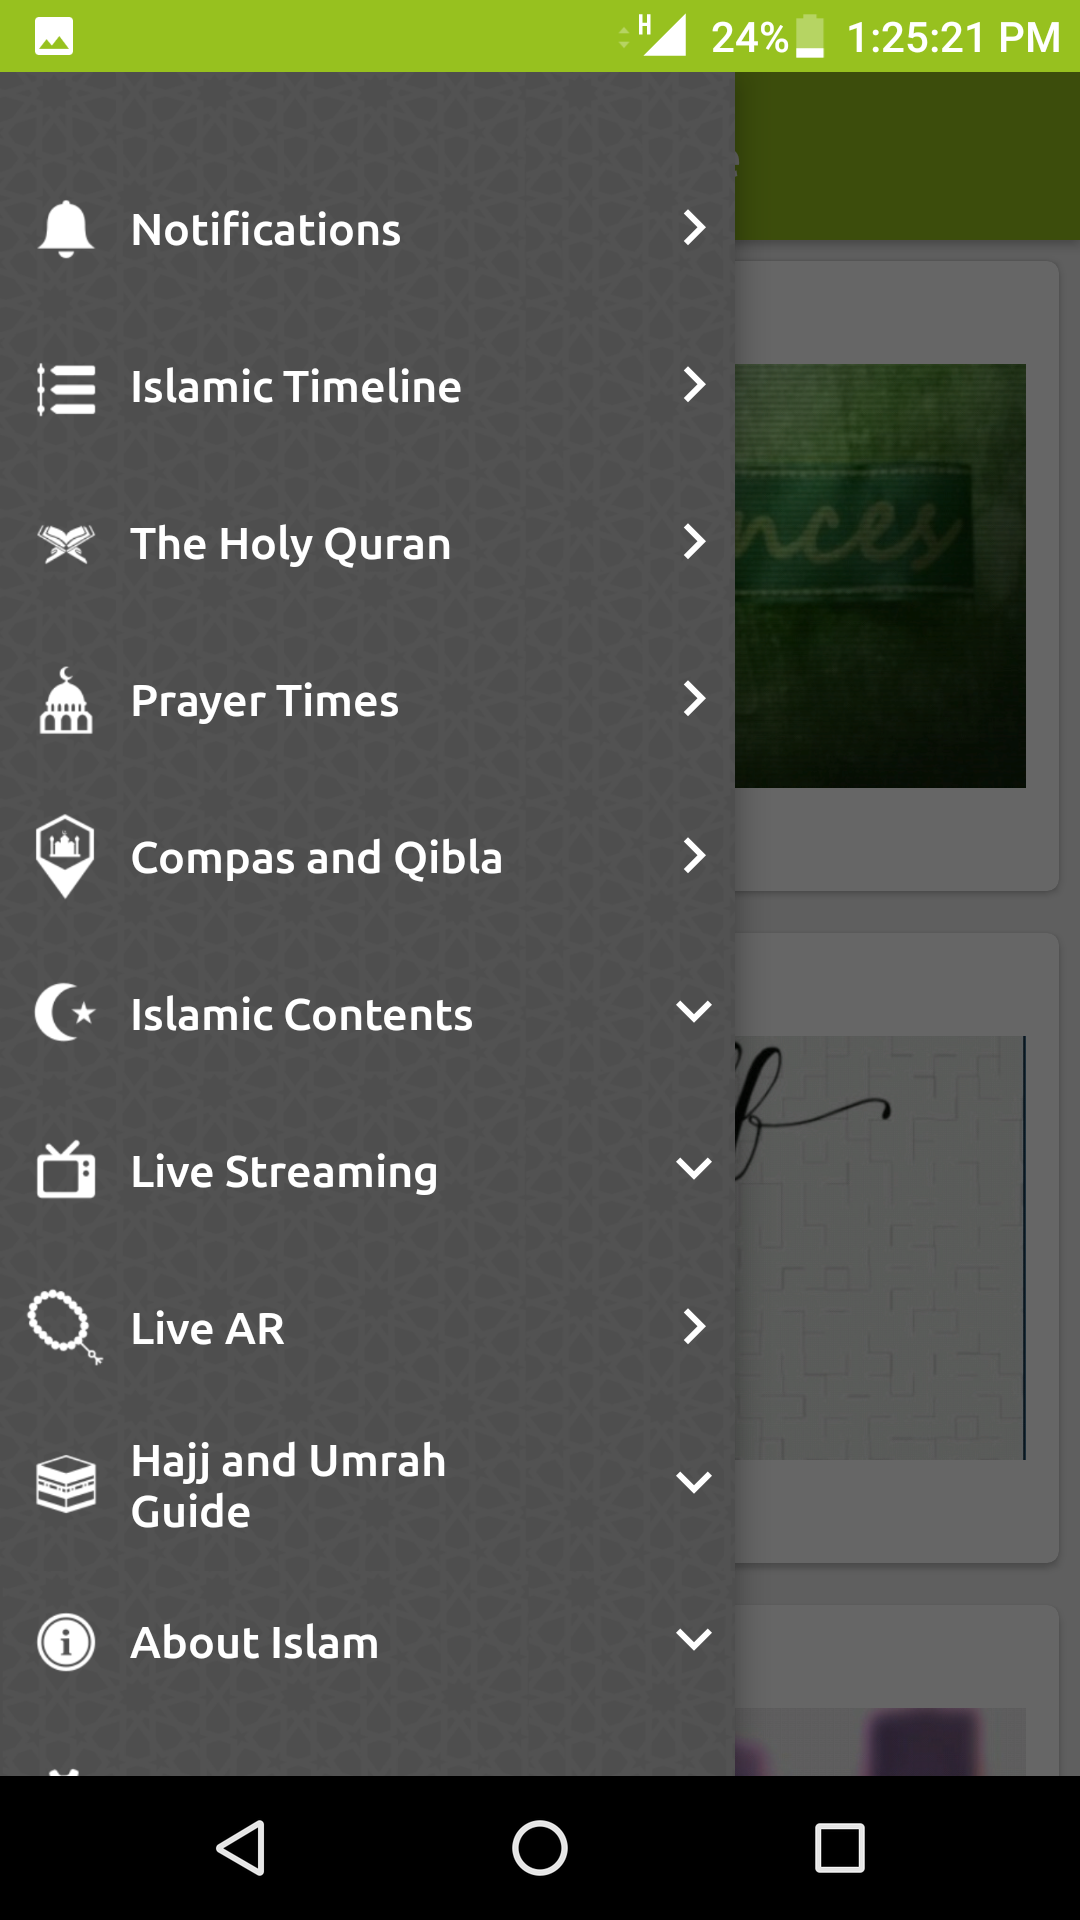 H 24% 1:25:21 PM
Notifications
Islamic Timeline
The Holy Quran
Prayer Times
Compas and Qibla
Islamic Contents
Live Streaming
Live AR
Hajj and Umrah
Guide
About Islam